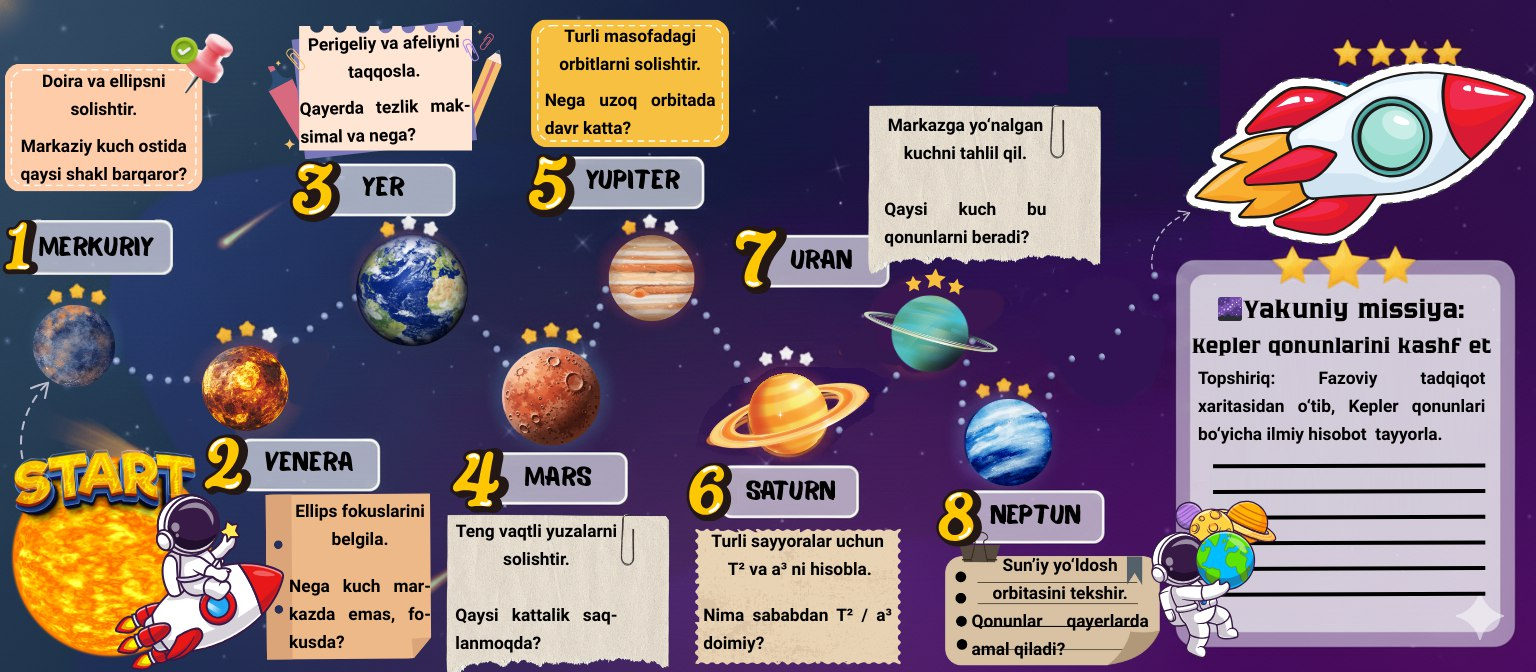 Doira va ellipsni
solishtir.
Markaziy kuch ostida
qaysi shakl barqaror?
1 MERKURIY
START
2 VENERA
Ellips fokuslarini
belgila.
Nega kuch mar-
kazda emas, fo-
kusda?
Perigeliy va afeliyni
taqqosla.
Qayerda tezlik mak-
simal va nega?
3 YER
4 MARS
Teng vaqtli yuzalarni
solishtir.
Qaysi kattalik saq-
lanmoqda?
Turli masofadagi
orbitlarni solishtir.
Nega uzoq orbitada
davr katta?
5 YUPITER
6 SATURN
Turli sayyoralar uchun
T² va a³ ni hisobla.
Nima sababdan T² / a³
doimiy?
Markazga yo‘nalgan
kuchni tahlil qil.
Qaysi kuch bu
qonunlarni beradi?
7 URAN
8 NEPTUN
Sun’iy yo‘ldosh
orbitasini tekshir.
Qonunlar qayerlarda
amal qiladi?
Yakuniy missiya:
Kepler qonunlarini kashf et
Topshiriq: Fazoviy tadqiqot
xaritasidan o‘tib, Kepler qonunlari
bo‘yicha ilmiy hisobot tayyorla.